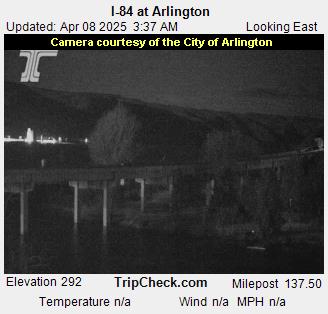 I-84 at Arlington
Updated: Apr 08 2025 3:37 AM Looking East
Camera courtesy of the City of Arlington
Elevation 292 TripCheck.com Milepost 137.50
Temperature n/a Wind n/a MPH n/a